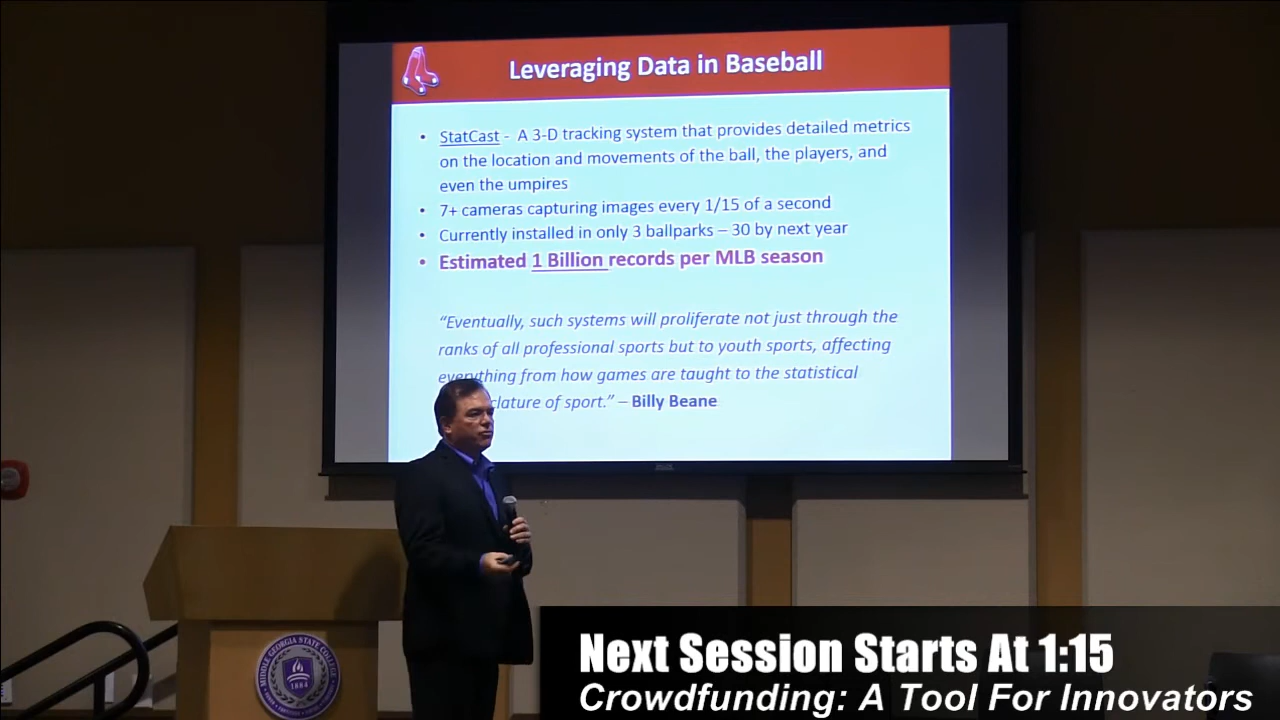 Leveraging Data in Baseball
• StatCast - A 3-D tracking system that provides detailed metrics
on the location and movements of the ball, the players, and
even the umpires
• 7+ cameras capturing images every 1/15 of a second
• Currently installed in only 3 ballparks – 30 by next year
• Estimated 1 Billion records per MLB season
“Eventually, such systems will proliferate not just through the
ranks of all professional sports but to youth sports, affecting
everything from how games are taught to the statistical
clature of sport.” – Billy Beane
MIDDLE GEORGIA STATE COLLEGE
1884
Next Session Starts At 1:15
Crowdfunding: A Tool For Innovators